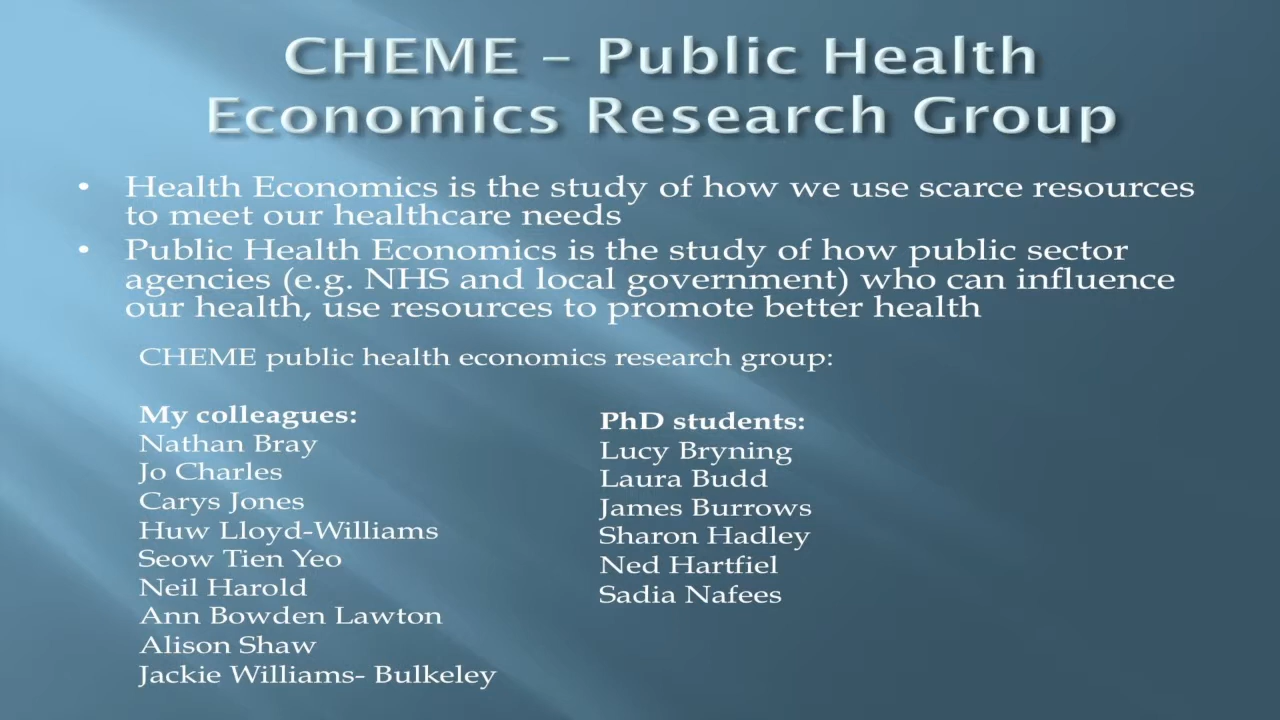 CHEME – Public Health
Economics Research Group
• Health Economics is the study of how we use scarce resources
to meet our healthcare needs
• Public Health Economics is the study of how public sector
agencies (e.g. NHS and local government) who can influence
our health, use resources to promote better health
CHEME public health economics research group:
My colleagues:
Nathan Bray
Jo Charles
Carys Jones
Huw Lloyd-Williams
Seow Tien Yeo
Neil Harold
Ann Bowden Lawton
Alison Shaw
Jackie Williams- Bulkeley
PhD students:
Lucy Bryning
Laura Budd
James Burrows
Sharon Hadley
Ned Hartfiel
Sadia Nafees